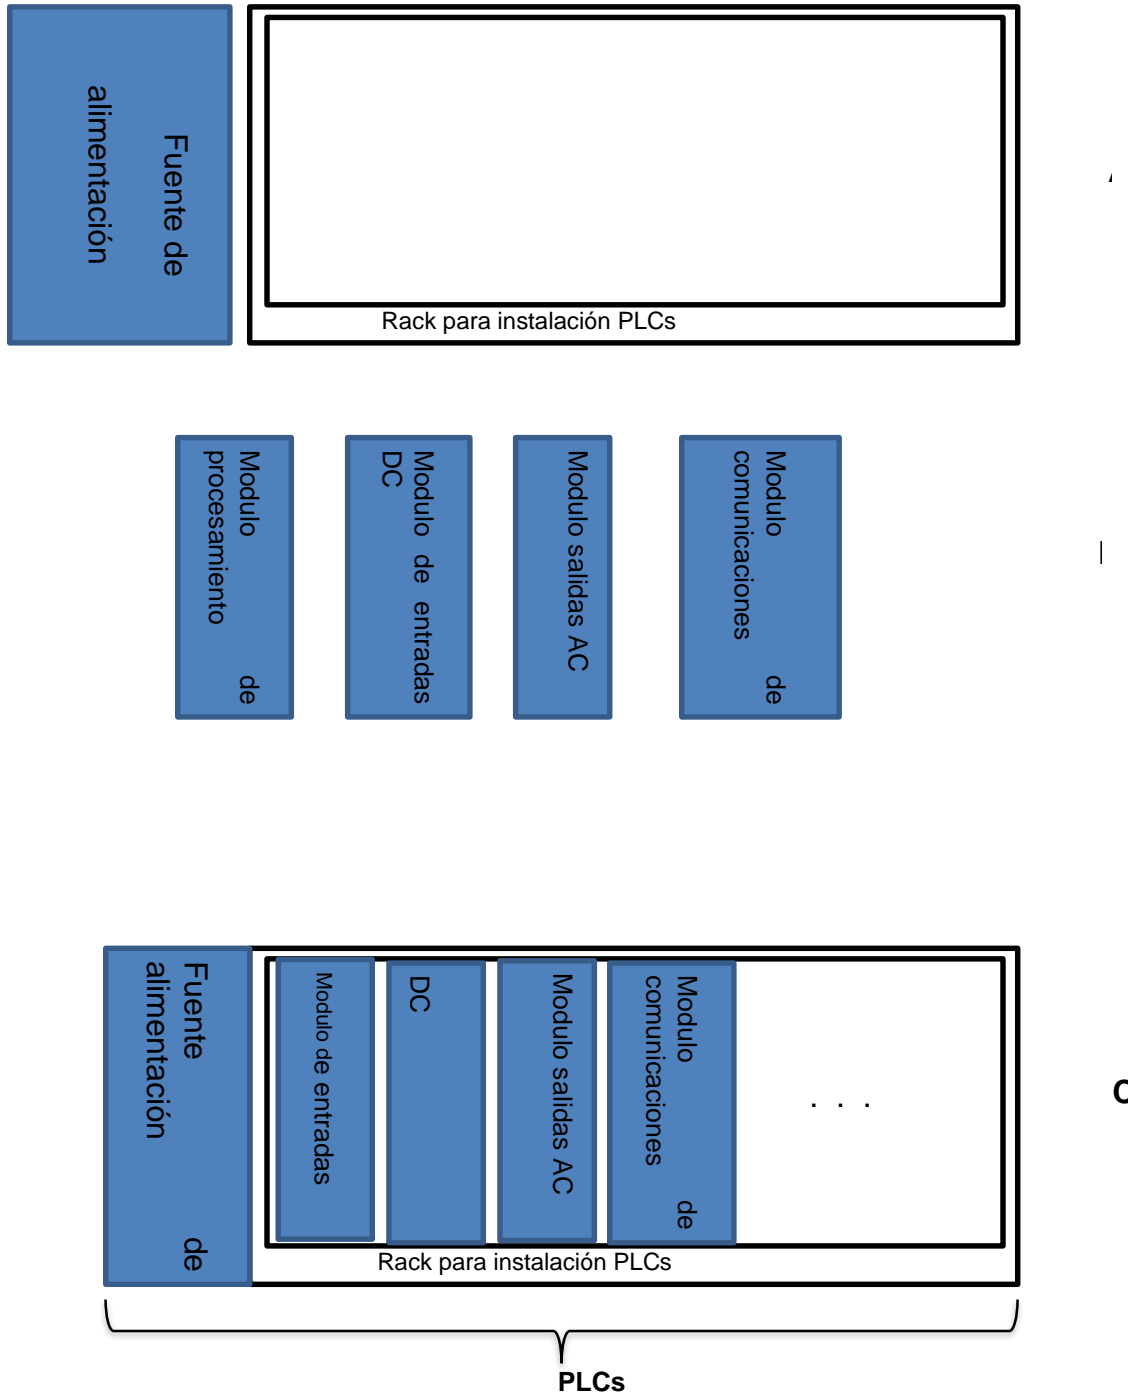 Fuente de
alimentación
Rack para instalación PLCs
Modulo de
procesamiento
Modulo de entradas
DC
Modulo salidas AC
Modulo de
comunicaciones
Fuente de
alimentación
Modulo de entradas
DC
Modulo salidas AC
Modulo de
comunicaciones
. . .
Rack para instalación PLCs
PLCs